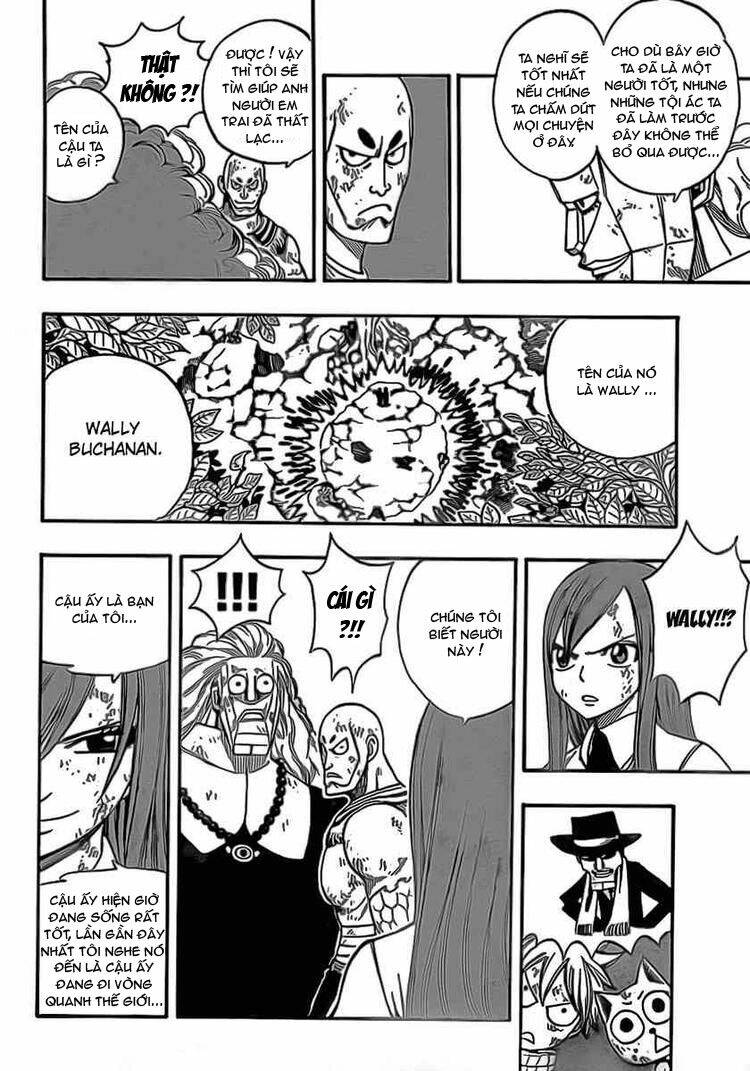 CHO DÙ BÂY GIỜ
TA ĐÃ LÀ MỘT
NGƯỜI TỐT, NHƯNG
NHỮNG TỘI ÁC TA
ĐÃ LÀM TRƯỚC
ĐÂY KHÔNG THỂ
BỎ QUA ĐƯỢC...
TA NGHĨ SẼ
TỐT NHẤT
NẾU CHÚNG
TA CHẤM DỨT
MỌI CHUYỆN
Ở ĐÂY.
ĐƯỢC! VẬY
THÌ TÔI SẼ
TÌM GIÚP ANH
NGƯỜI EM
TRAI ĐÃ THẤT
LẠC...
THẬT
KHÔNG ?!
TÊN CỦA
CẬU TA
LÀ GÌ ?
TÊN CỦA NÓ
LÀ WALLY ...
WALLY
BUCHANAN.
WALLY!!?
CHÚNG TÔI
BIẾT NGƯỜI
NÀY !
CÁI GÌ
?!!
!!!
CẬU ẤY LÀ BẠN
CỦA TÔI...
CẬU ẤY HIỆN GIỜ
ĐANG SỐNG RẤT
TỐT, LẦN GẦN ĐÂY
NHẤT TÔI NGHE NÓ
ĐẾN LÀ CẬU ẤY
ĐANG ĐI VÒNG
QUANH THẾ GIỚI...